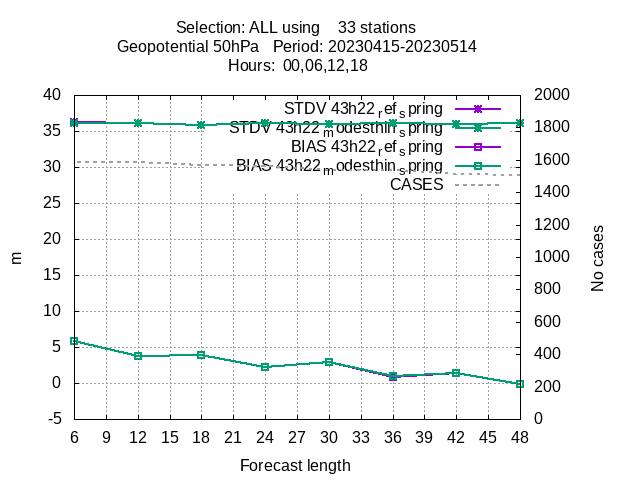 Selection: ALL using 33 stations
Geopotential 50hPa Period: 20230415-20230514
Hours: 00,06,12,18
40
35
30
25
20
15
10
5
0
-5
m
STDV 43h22_ref_spring
STDV 43h22_modesthin_spring
BIAS 43h22_ref_spring
BIAS 43h22_modesthin_spring
CASES
2000
1800
1600
1400
1200
1000
800
600
400
200
0
No cases
6 9 12 15 18 21 24 27 30 33 36 39 42 45 48
Forecast length